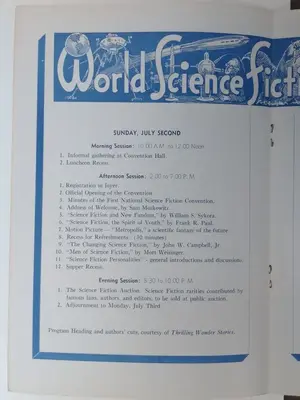 World Science Fictio
SUNDAY, JULY SECOND
Morning Session: 10:00 A.M. to 12:00 Noon
1. Informal gathering at Convention Hall.
2. Luncheon Recess.
Afternoon Session: 2:00 to 7:00 P.M.
1. Registration in foyer
2. Official Opening of the Convention
3. Minutes of the First National Science Fiction Convention.
4. Address of Welcome, by Sam Moskowitz.
5. "Science Fiction and New Fandom," by William S. Sykora.
6. "Science Fiction, the Spirit of Youth," by Frank R. Paul.
7. Motion Picture — "Metropolis," a scientific fantasy of the future
8. Recess for Refreshments. (30 minutes)
9. "The Changing Science Fiction," by John W. Campbell, Jr.
10. "Men of Science Fiction," by Mort Weisinger.
11. "Science Fiction Personalities" general introductions and discussions.
12. Supper Recess.
Evening Session: 8:30 to 10:00 P.M.
1. The Science Fiction Auction. Science Fiction rarities contributed by
famous fans, authors, and editors, to be sold at public auction.
2. Adjournment to Monday, July Third
Program Heading and authors' cuts, courtesy of Thrilling Wonder Stories.